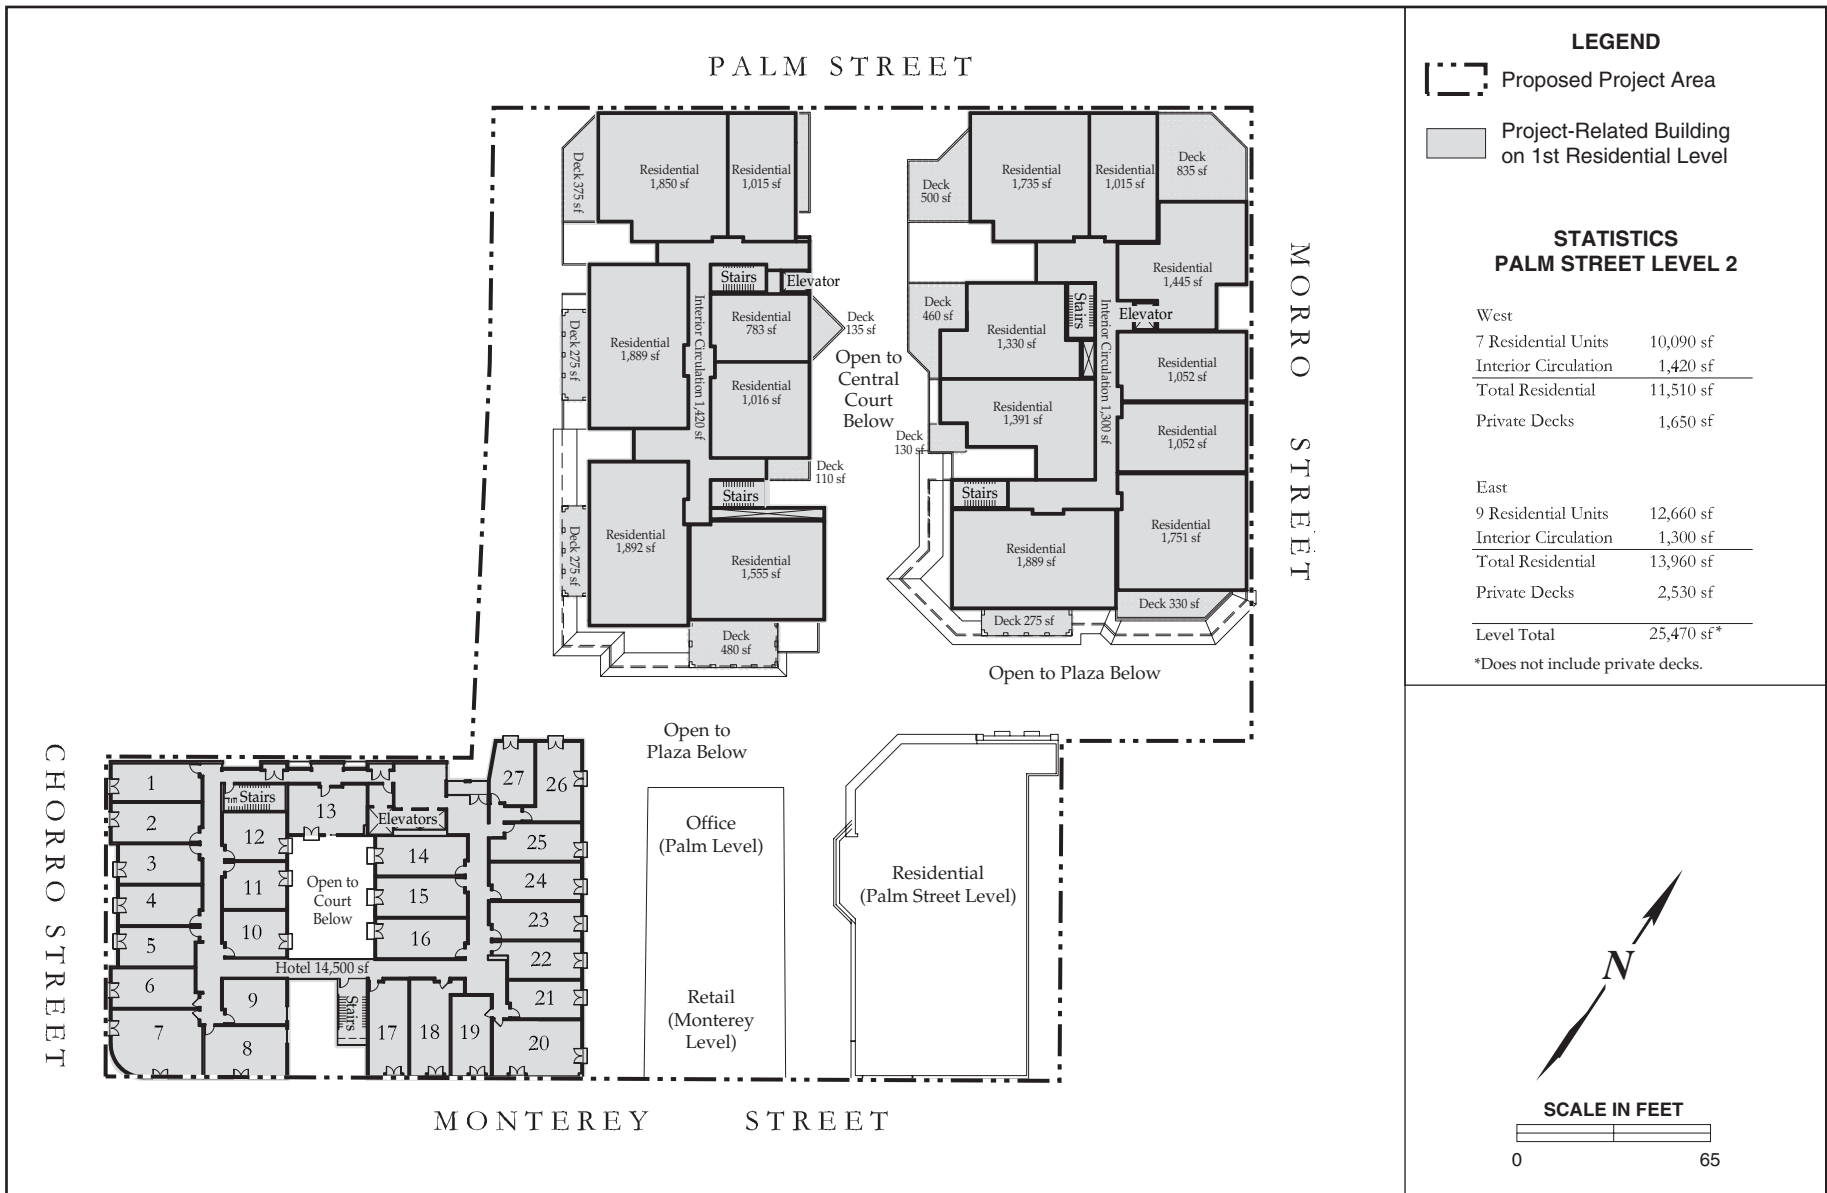 PALM STREET
Residential
1,850 sf
Residential
1,015 sf
Deck 375 sf
Stairs
Elevator
Residential
1,889 sf
Interior Circulation 1,420 sf
Residential
783 sf
Deck
135 sf
Deck 275 sf
Residential
1,016 sf
Deck
110 sf
Stairs
Residential
1,892 sf
Deck 275 sf
Residential
1,555 sf
Deck
480 sf
Open to
Central
Court
Below
Deck
500 sf
Residential
1,735 sf
Residential
1,015 sf
Deck
835 sf
Residential
1,445 sf
Deck
460 sf
Residential
1,330 sf
Stairs
Interior Circulation 1,300 sf
Elevator
Residential
1,052 sf
Residential
1,391 sf
Residential
1,052 sf
Deck
130 sf
Stairs
Residential
1,889 sf
Residential
1,751 sf
Deck 275 sf
Deck 330 sf
Open to Plaza Below
MORRO STREET
Open to
Plaza Below
CHORRO STREET
1
2
3
4
5
6
7
8
9
10
11
12
13
14
15
16
17
18
19
20
21
22
23
24
25
26
27
Stairs
Elevators
Open to
Court
Below
Hotel 14,500 sf
Stairs
Office
(Palm Level)
Retail
(Monterey
Level)
Residential
(Palm Street Level)
MONTEREY STREET
LEGEND
Proposed Project Area
Project-Related Building
on 1st Residential Level
STATISTICS
PALM STREET LEVEL 2
West
7 Residential Units 10,090 sf
Interior Circulation 1,420 sf
Total Residential 11,510 sf
Private Decks 1,650 sf
East
9 Residential Units 12,660 sf
Interior Circulation 1,300 sf
Total Residential 13,960 sf
Private Decks 2,530 sf
Level Total 25,470 sf*
*Does not include private decks.
N
SCALE IN FEET
0 65